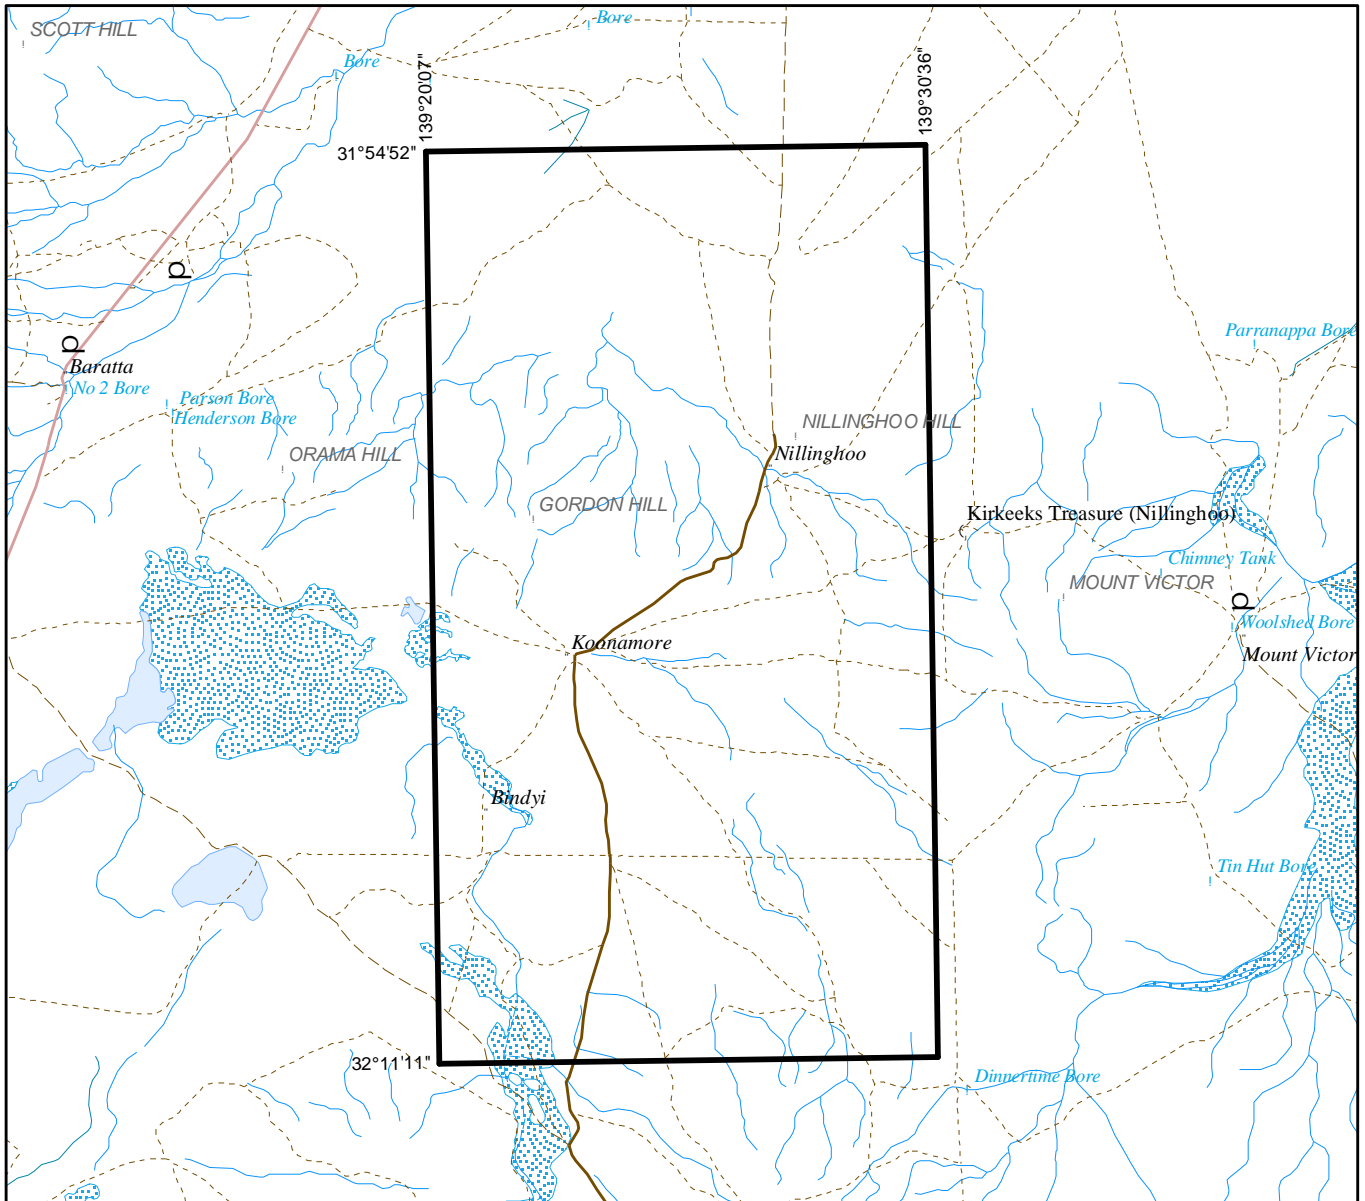 SCOTT HILL
Bore
Bore
139°20'07"
139°30'36"
31°54'52"
Parranappa Bore
Baratta
No 2 Bore
Parson Bore
Henderson Bore
ORAMA HILL
NILLINGHOO HILL
Nillinghoo
GORDON HILL
Kirkeeks Treasure (Nillinghoo)
Chimney Tank
MOUNT VICTOR
Woolshed Bore
Koonamore
Mount Victor
Bindyi
Tin Hut Bore
32°11'11"
Dinnertime Bore